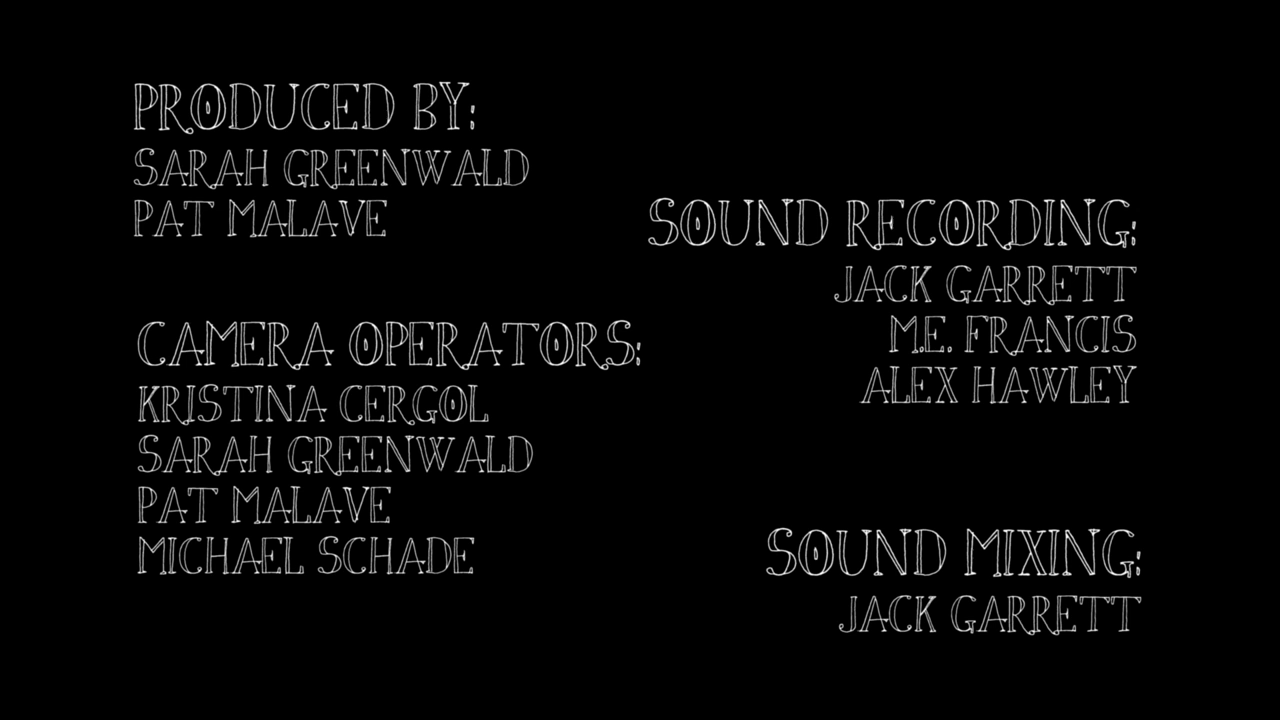 PRODUCED BY:
SARAH GREENWALD
PAT MALAVE
CAMERA OPERATORS:
KRISTINA CERGOL
SARAH GREENWALD
PAT MALAVE
MICHAEL SCHADE
SOUND RECORDING:
JACK GARRETT
M.E. FRANCIS
ALEX HAWLEY
SOUND MIXING:
JACK GARRETT